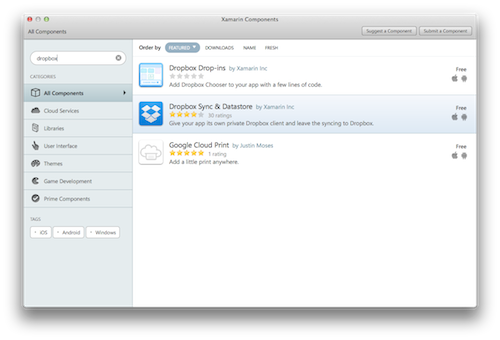 Xamarin Components
All Components
Suggest a Component
Submit a Component
dropbox
CATEGORIES
All Components
Cloud Services
Libraries
User Interface
Themes
Game Development
Prime Components
TAGS
iOS
Android
Windows
Order by FEATURED DOWNLOADS NAME FRESH
Dropbox Drop-ins by Xamarin Inc
Free
Add Dropbox Chooser to your app with a few lines of code.
Dropbox Sync & Datastore by Xamarin Inc
Free
30 ratings
Give your app its own private Dropbox client and leave the syncing to Dropbox.
Google Cloud Print by Justin Moses
Free
1 rating
Add a little print anywhere.